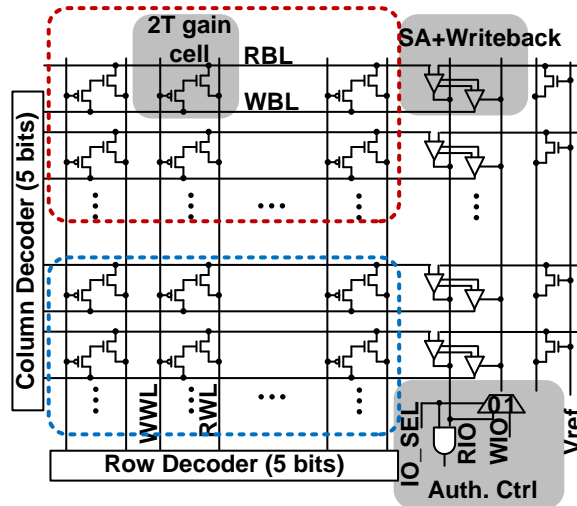 2T gain
cell
SA+Writeback
RBL
WBL
Column Decoder (5 bits)
WWL
RWL
IO_SEL
0 1
RIO
WIO
Vref
Row Decoder (5 bits)
Auth. Ctrl